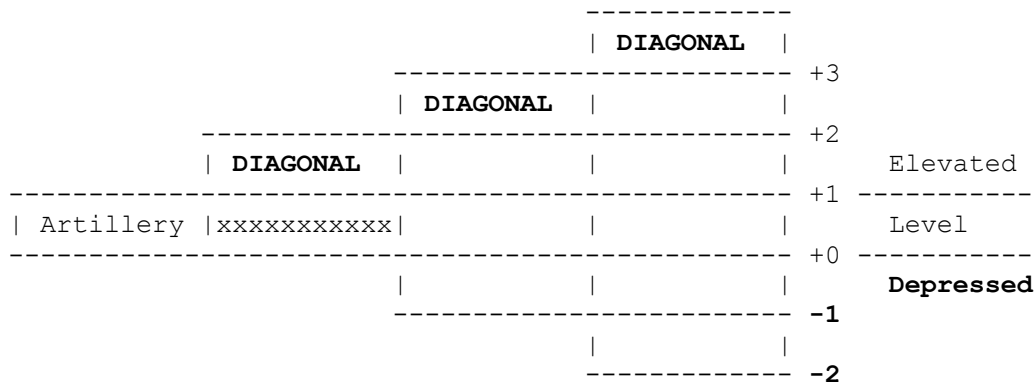 -------------
                                     | DIAGONAL  |
                         ------------------------- +3
                         | DIAGONAL  |           |
             ------------------------------------- +2
             | DIAGONAL  |           |           |      Elevated
------------------------------------------------- +1 -----------
| Artillery |xxxxxxxxxxx|           |           |      Level
------------------------------------------------- +0 -----------
                         |           |           |      Depressed
                         ------------------------- -1
                                     |           |
                                     ------------- -2